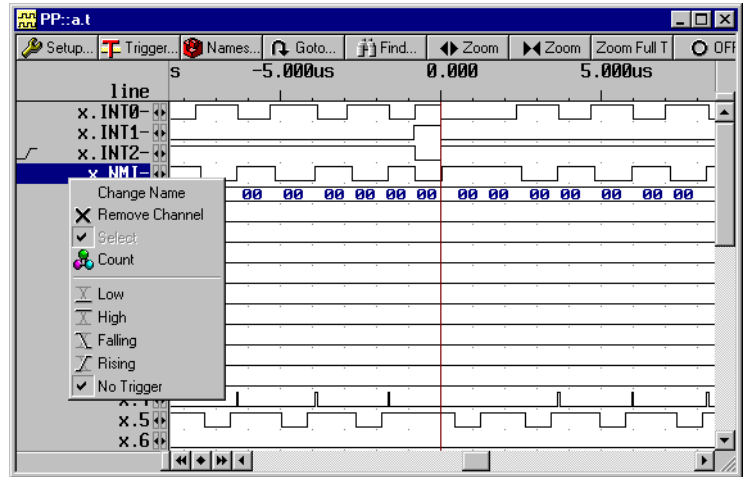 PP::a.t
Setup... Trigger... Names... Goto... Find... Zoom Zoom Zoom Full T OFF
s -5.000us 0.000 5.000us
line
x.INT0-
x.INT1-
x.INT2-
x.NMI-
00 00 00 00 00 00 00 00 00 00 00 00
Change Name
Remove Channel
Select
Count
Low
High
Falling
Rising
No Trigger
x.5
x.6